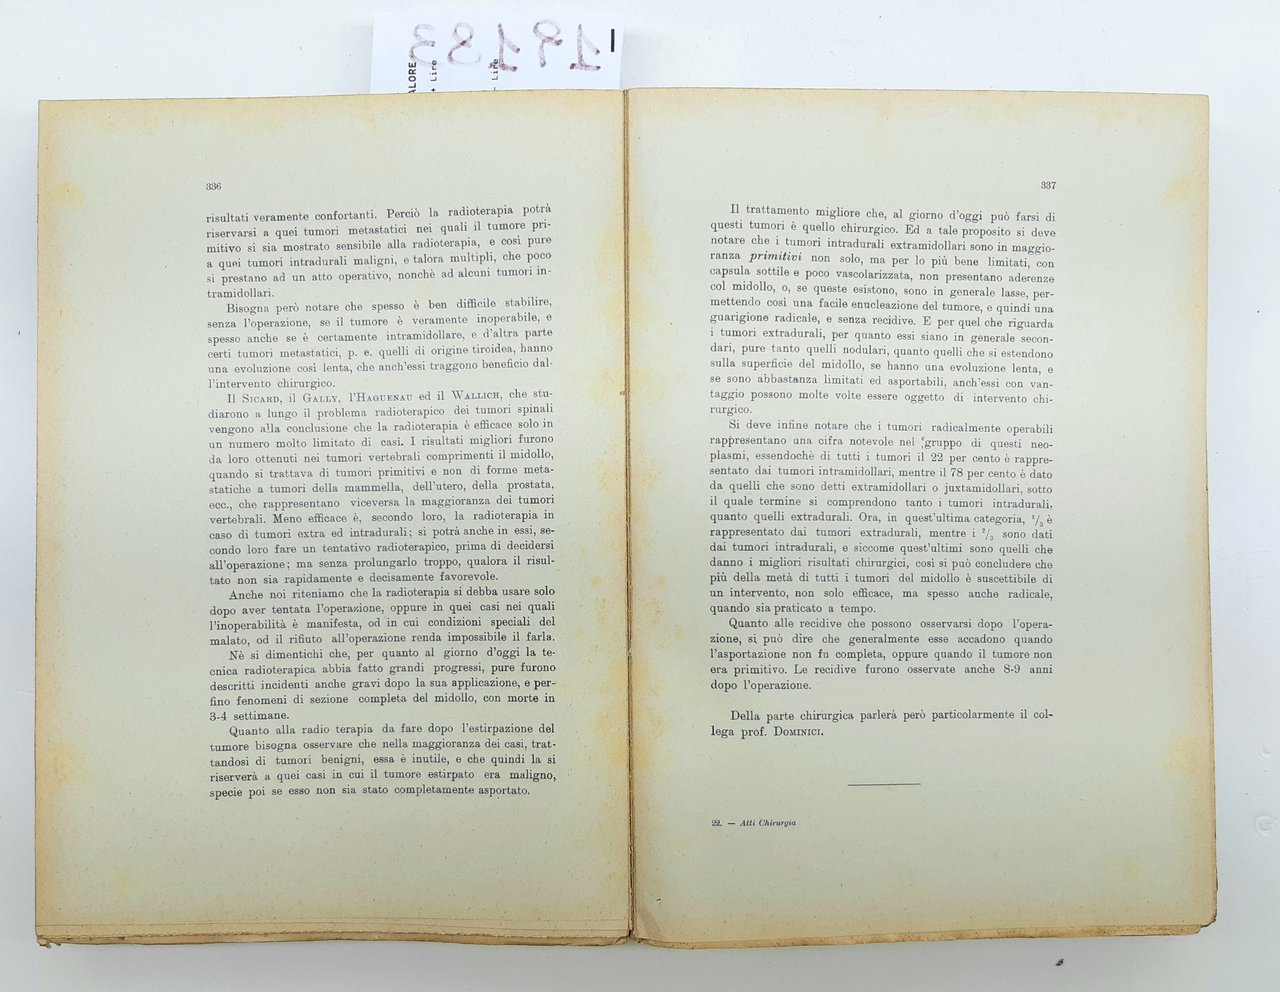 19183
ALORE
+ Lire
- Lire
336
risultati veramente confortanti. Perciò la radioterapia potrà
riservarsi a quei tumori metastatici nei quali il tumore pri-
mitivo si sia mostrato sensibile alla radioterapia, e così pure
a quei tumori intradurali maligni, e talora multipli, che poco
si prestano ad un atto operativo, nonchè ad alcuni tumori in-
tramidollari.
Bisogna però notare che spesso è ben difficile stabilire,
senza l'operazione, se il tumore è veramente inoperabile, e
spesso anche se è certamente intramidollare, e d'altra parte
certi tumori metastatici, p. e. quelli di origine tiroidea, hanno
una evoluzione così lenta, che anch'essi traggono beneficio dal-
l'intervento chirurgico.
Il SICARD, il GALLY, l'HAGUENAU ed il WALLICH, che stu-
diarono a lungo il problema radioterapico dei tumori spinali
vengono alla conclusione che la radioterapia è efficace solo in
un numero molto limitato di casi. I risultati migliori furono
da loro ottenuti nei tumori vertebrali comprimenti il midollo,
quando si trattava di tumori primitivi e non di forme meta-
statiche a tumori della mammella, dell'utero, della prostata,
ecc., che rappresentano viceversa la maggioranza dei tumori
vertebrali. Meno efficace è, secondo loro, la radioterapia in
caso di tumori extra ed intradurali; si potrà anche in essi, se-
condo loro fare un tentativo radioterapico, prima di decidersi
all'operazione; ma senza prolungarlo troppo, qualora il risul-
tato non sia rapidamente e decisamente favorevole.
Anche noi riteniamo che la radioterapia si debba usare solo
dopo aver tentata l'operazione, oppure in quei casi nei quali
l'inoperabilità è manifesta, od in cui condizioni speciali del
malato, od il rifiuto all'operazione renda impossibile il farla.
Nè si dimentichi che, per quanto al giorno d'oggi la te-
cnica radioterapica abbia fatto grandi progressi, pure furono
descritti incidenti anche gravi dopo la sua applicazione, e per-
fino fenomeni di sezione completa del midollo, con morte in
3-4 settimane.
Quanto alla radio terapia da fare dopo l'estirpazione del
tumore bisogna osservare che nella maggioranza dei casi, trat-
tandosi di tumori benigni, essa è inutile, e che quindi la si
riserverà a quei casi in cui il tumore estirpato era maligno,
specie poi se esso non sia stato completamente asportato.
337
Il trattamento migliore che, al giorno d'oggi può farsi di
questi tumori è quello chirurgico. Ed a tale proposito si deve
notare che i tumori intradurali extramidollari sono in maggio-
ranza primitivi non solo, ma per lo più bene limitati, con
capsula sottile e poco vascolarizzata, non presentano aderenze
col midollo, o, se queste esistono, sono in generale lasse, per-
mettendo così una facile enucleazione del tumore, e quindi una
guarigione radicale, e senza recidive. E per quel che riguarda
i tumori extradurali, per quanto essi siano in generale secon-
dari, pure tanto quelli nodulari, quanto quelli che si estendono
sulla superficie del midollo, se hanno una evoluzione lenta, e
se sono abbastanza limitati ed asportabili, anch'essi con van-
taggio possono molte volte essere oggetto di intervento chi-
rurgico.
Si deve infine notare che i tumori radicalmente operabili
rappresentano una cifra notevole nel gruppo di questi neo-
plasmi, essendochè di tutti i tumori il 22 per cento è rappre-
sentato dai tumori intramidollari, mentre il 78 per cento è dato
da quelli che sono detti extramidollari o juxtamidollari, sotto
il quale termine si comprendono tanto i tumori intradurali,
quanto quelli extradurali. Ora, in quest'ultima categoria, 1/3 è
rappresentato dai tumori extradurali, mentre i 2/3 sono dati
dai tumori intradurali, e siccome quest'ultimi sono quelli che
danno i migliori risultati chirurgici, così si può concludere che
più della metà di tutti i tumori del midollo è suscettibile di
un intervento, non solo efficace, ma spesso anche radicale,
quando sia praticato a tempo.
Quanto alle recidive che possono osservarsi dopo l'opera-
zione, si può dire che generalmente esse accadono quando
l'asportazione non fu completa, oppure quando il tumore non
era primitivo. Le recidive furono osservate anche 8-9 anni
dopo l'operazione.
Della parte chirurgica parlerà però particolarmente il col-
lega prof. DOMINICI.
22. — Atti Chirurgia